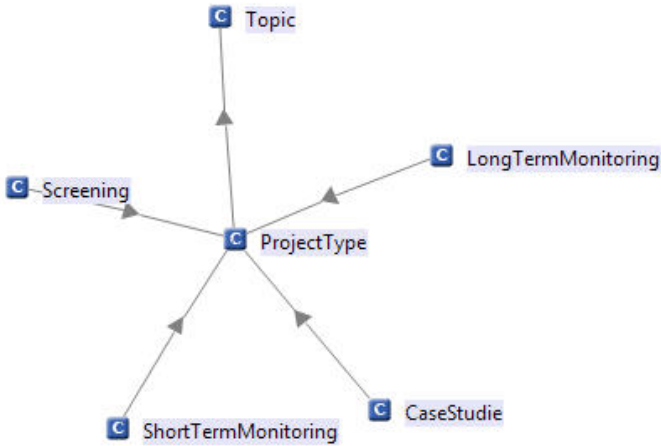 C Topic
C LongTermMonitoring
C Screening
C ProjectType
C CaseStudie
C ShortTermMonitoring